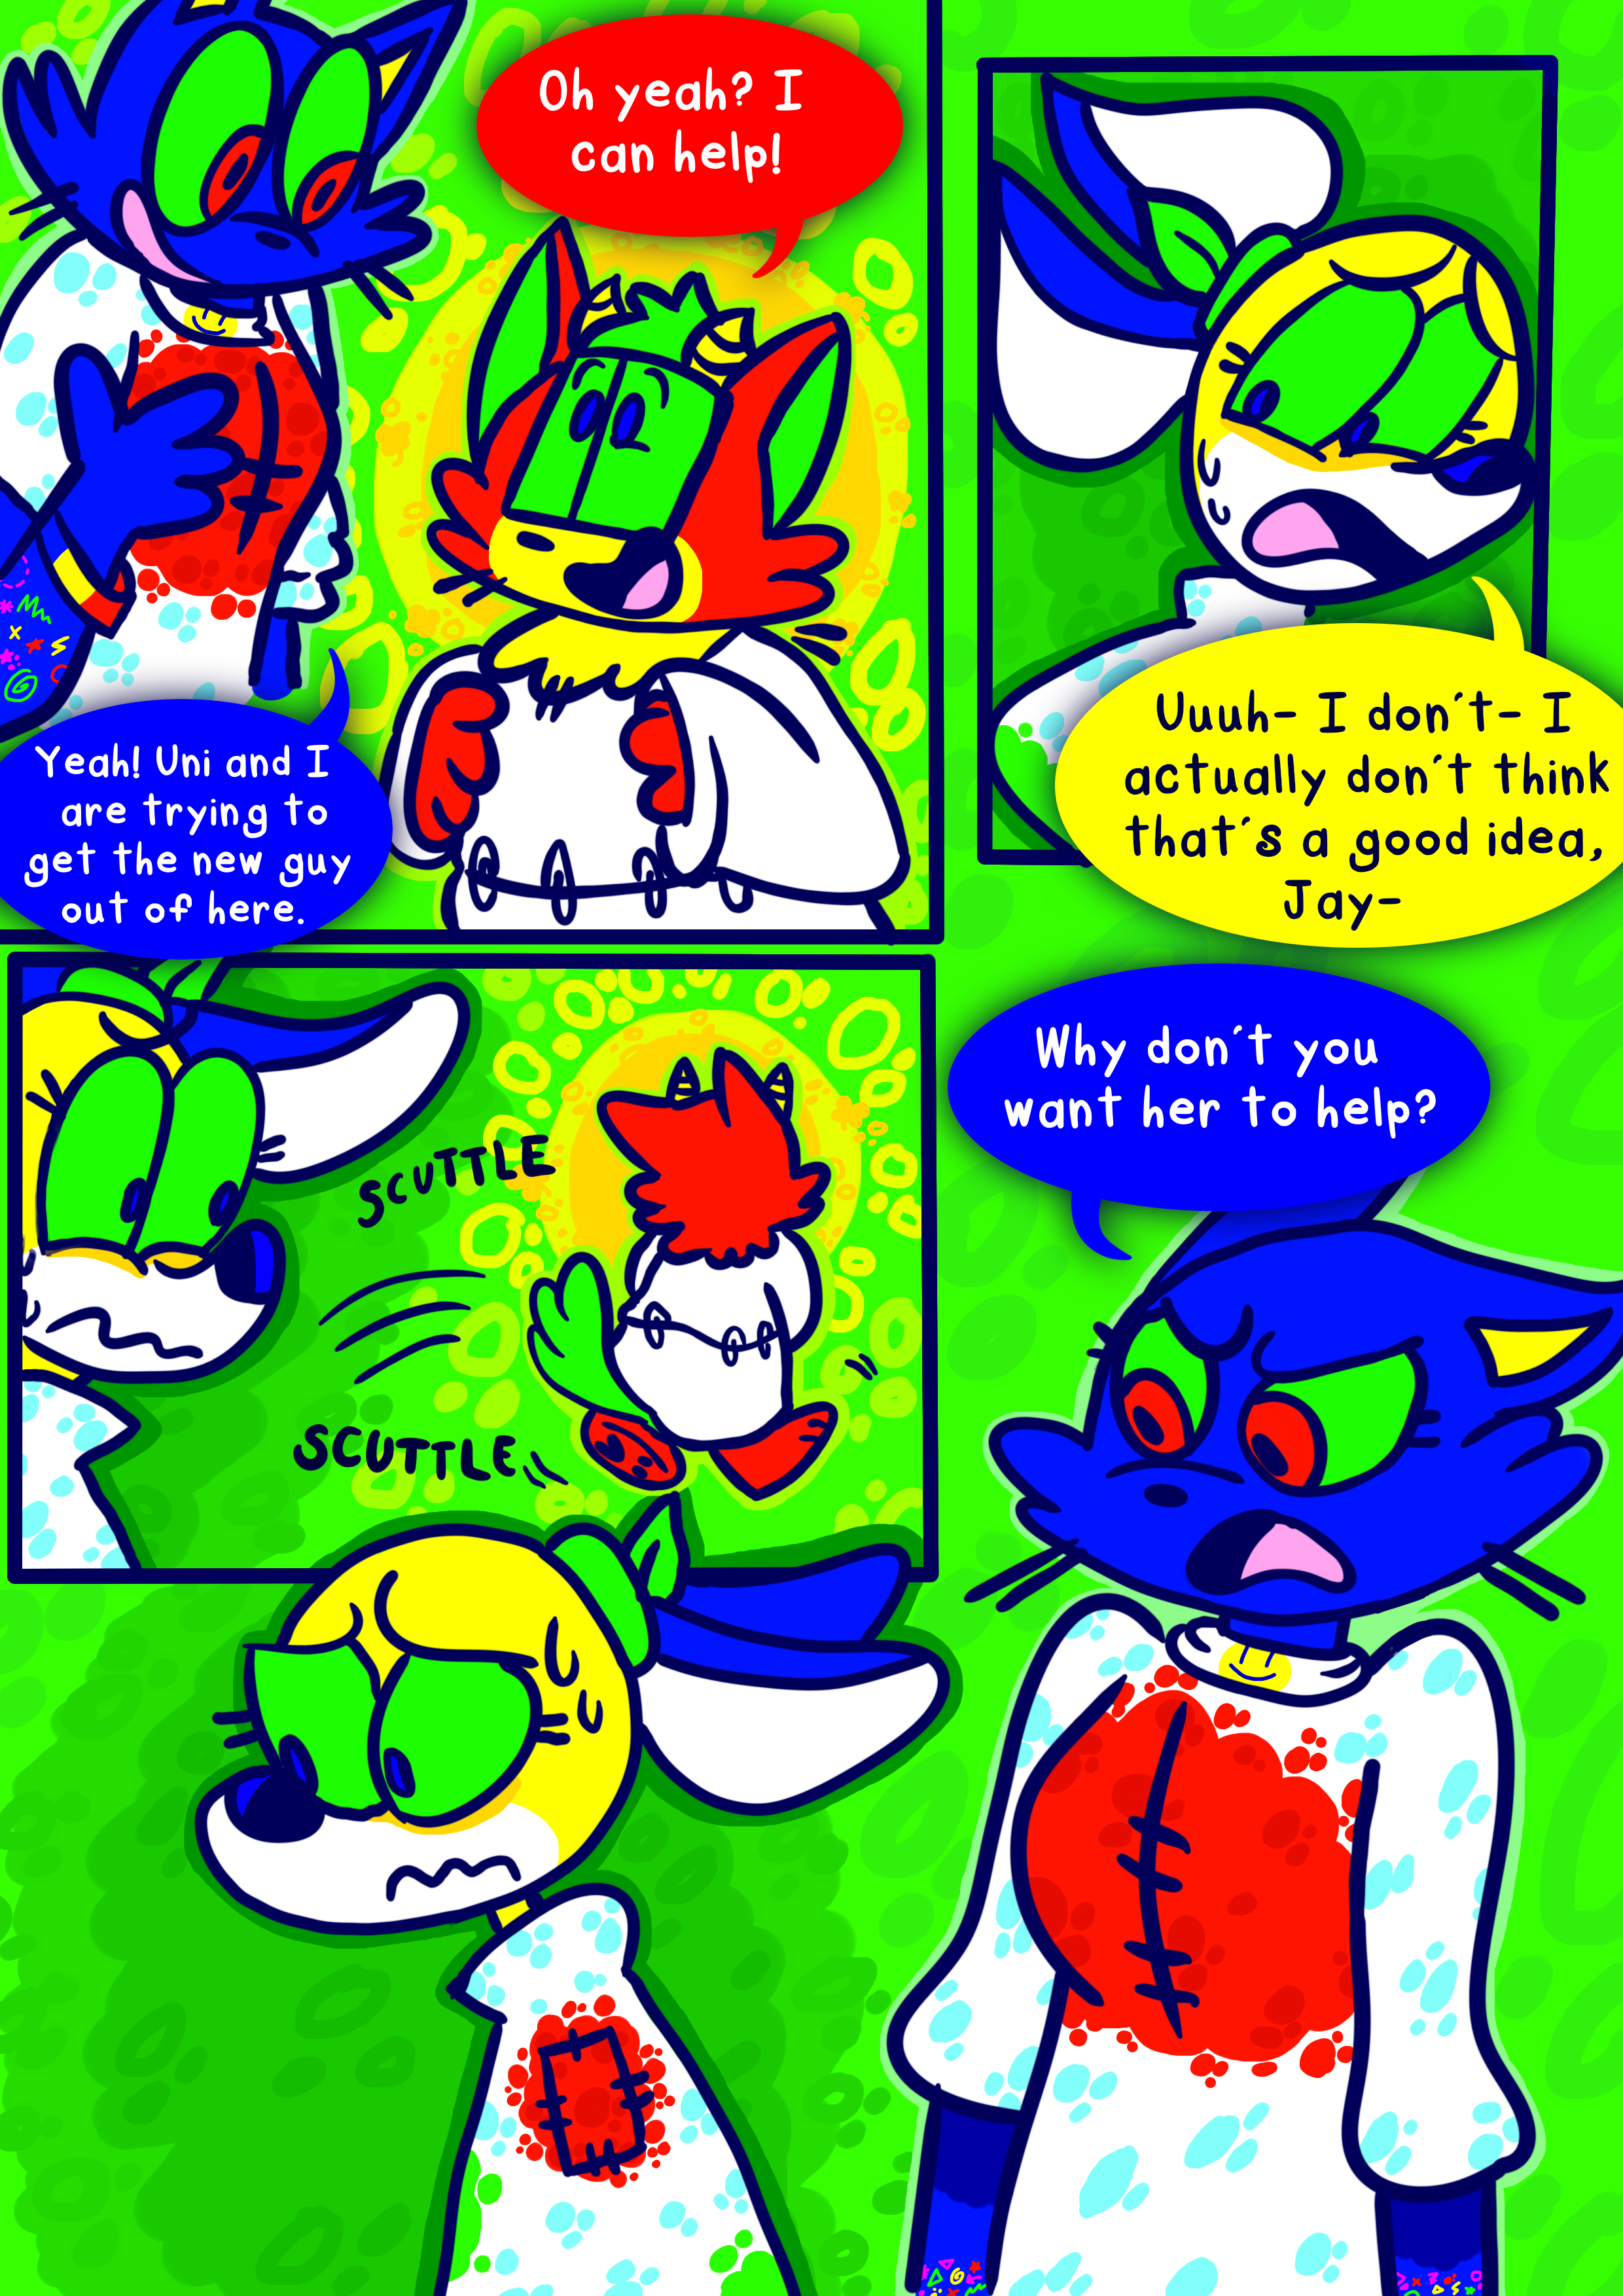 Oh yeah? I
can help!
Yeah! Uni and I
are trying to
get the new guy
out of here.
Uuuh- I don't- I
actually don't think
that's a good idea,
Jay-
SCUTTLE
SCUTTLE
Why don't you
want her to help?